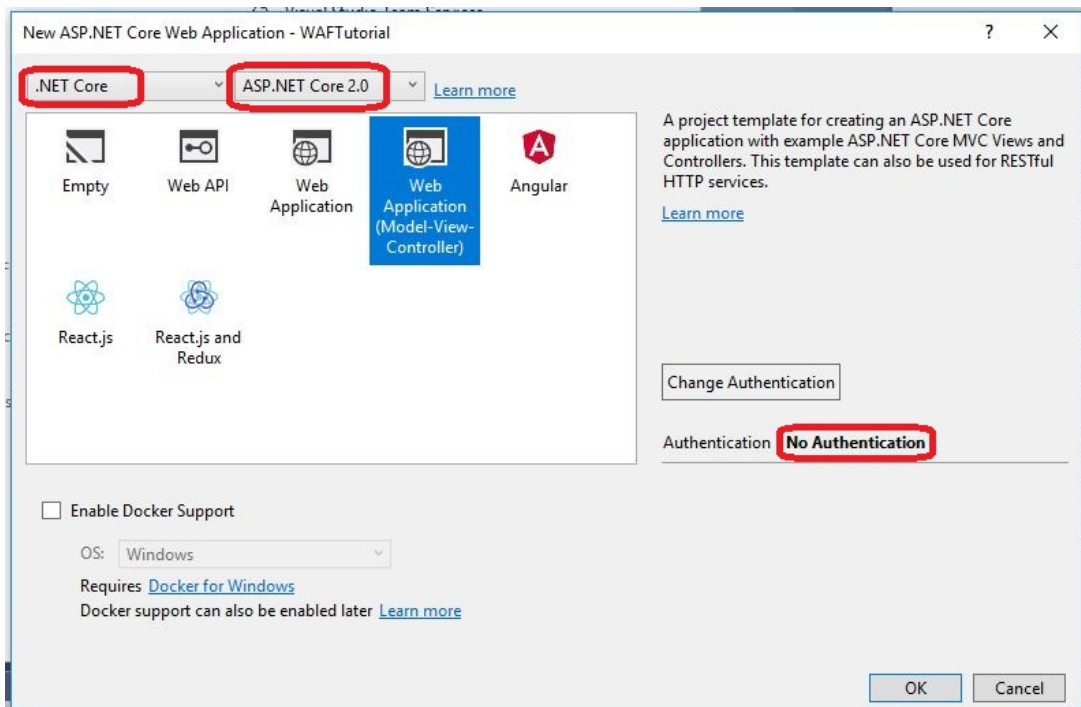 New ASP.NET Core Web Application - WAFTutorial
?
.NET Core
ASP.NET Core 2.0
Learn more
Empty
Web API
Web
Application
Web
Application
(Model-View-
Controller)
Angular
React.js
React.js and
Redux
A project template for creating an ASP.NET Core
application with example ASP.NET Core MVC Views and
Controllers. This template can also be used for RESTful
HTTP services.
Learn more
Change Authentication
Authentication No Authentication
Enable Docker Support
OS: Windows
Requires Docker for Windows
Docker support can also be enabled later Learn more
OK
Cancel